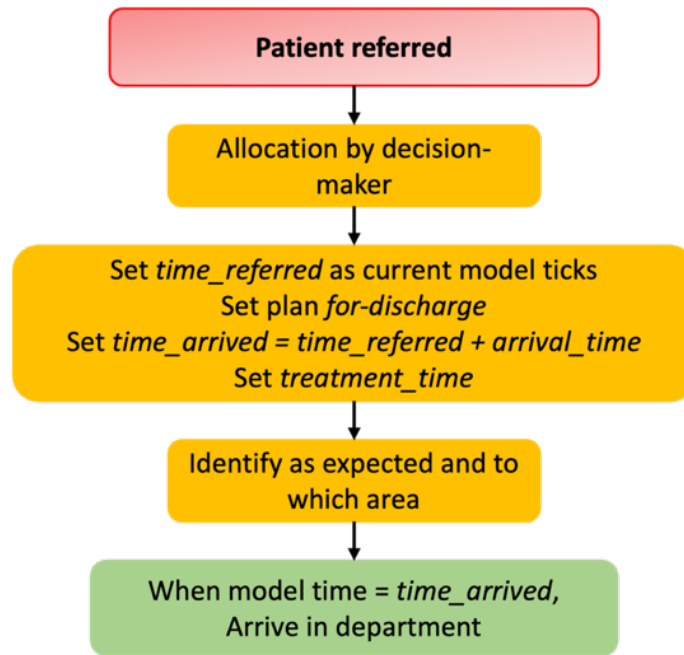 Patient referred
Allocation by decision-
maker
Set time_referred as current model ticks
Set plan for-discharge
Set time_arrived = time_referred + arrival_time
Set treatment_time
Identify as expected and to
which area
When model time = time_arrived,
Arrive in department